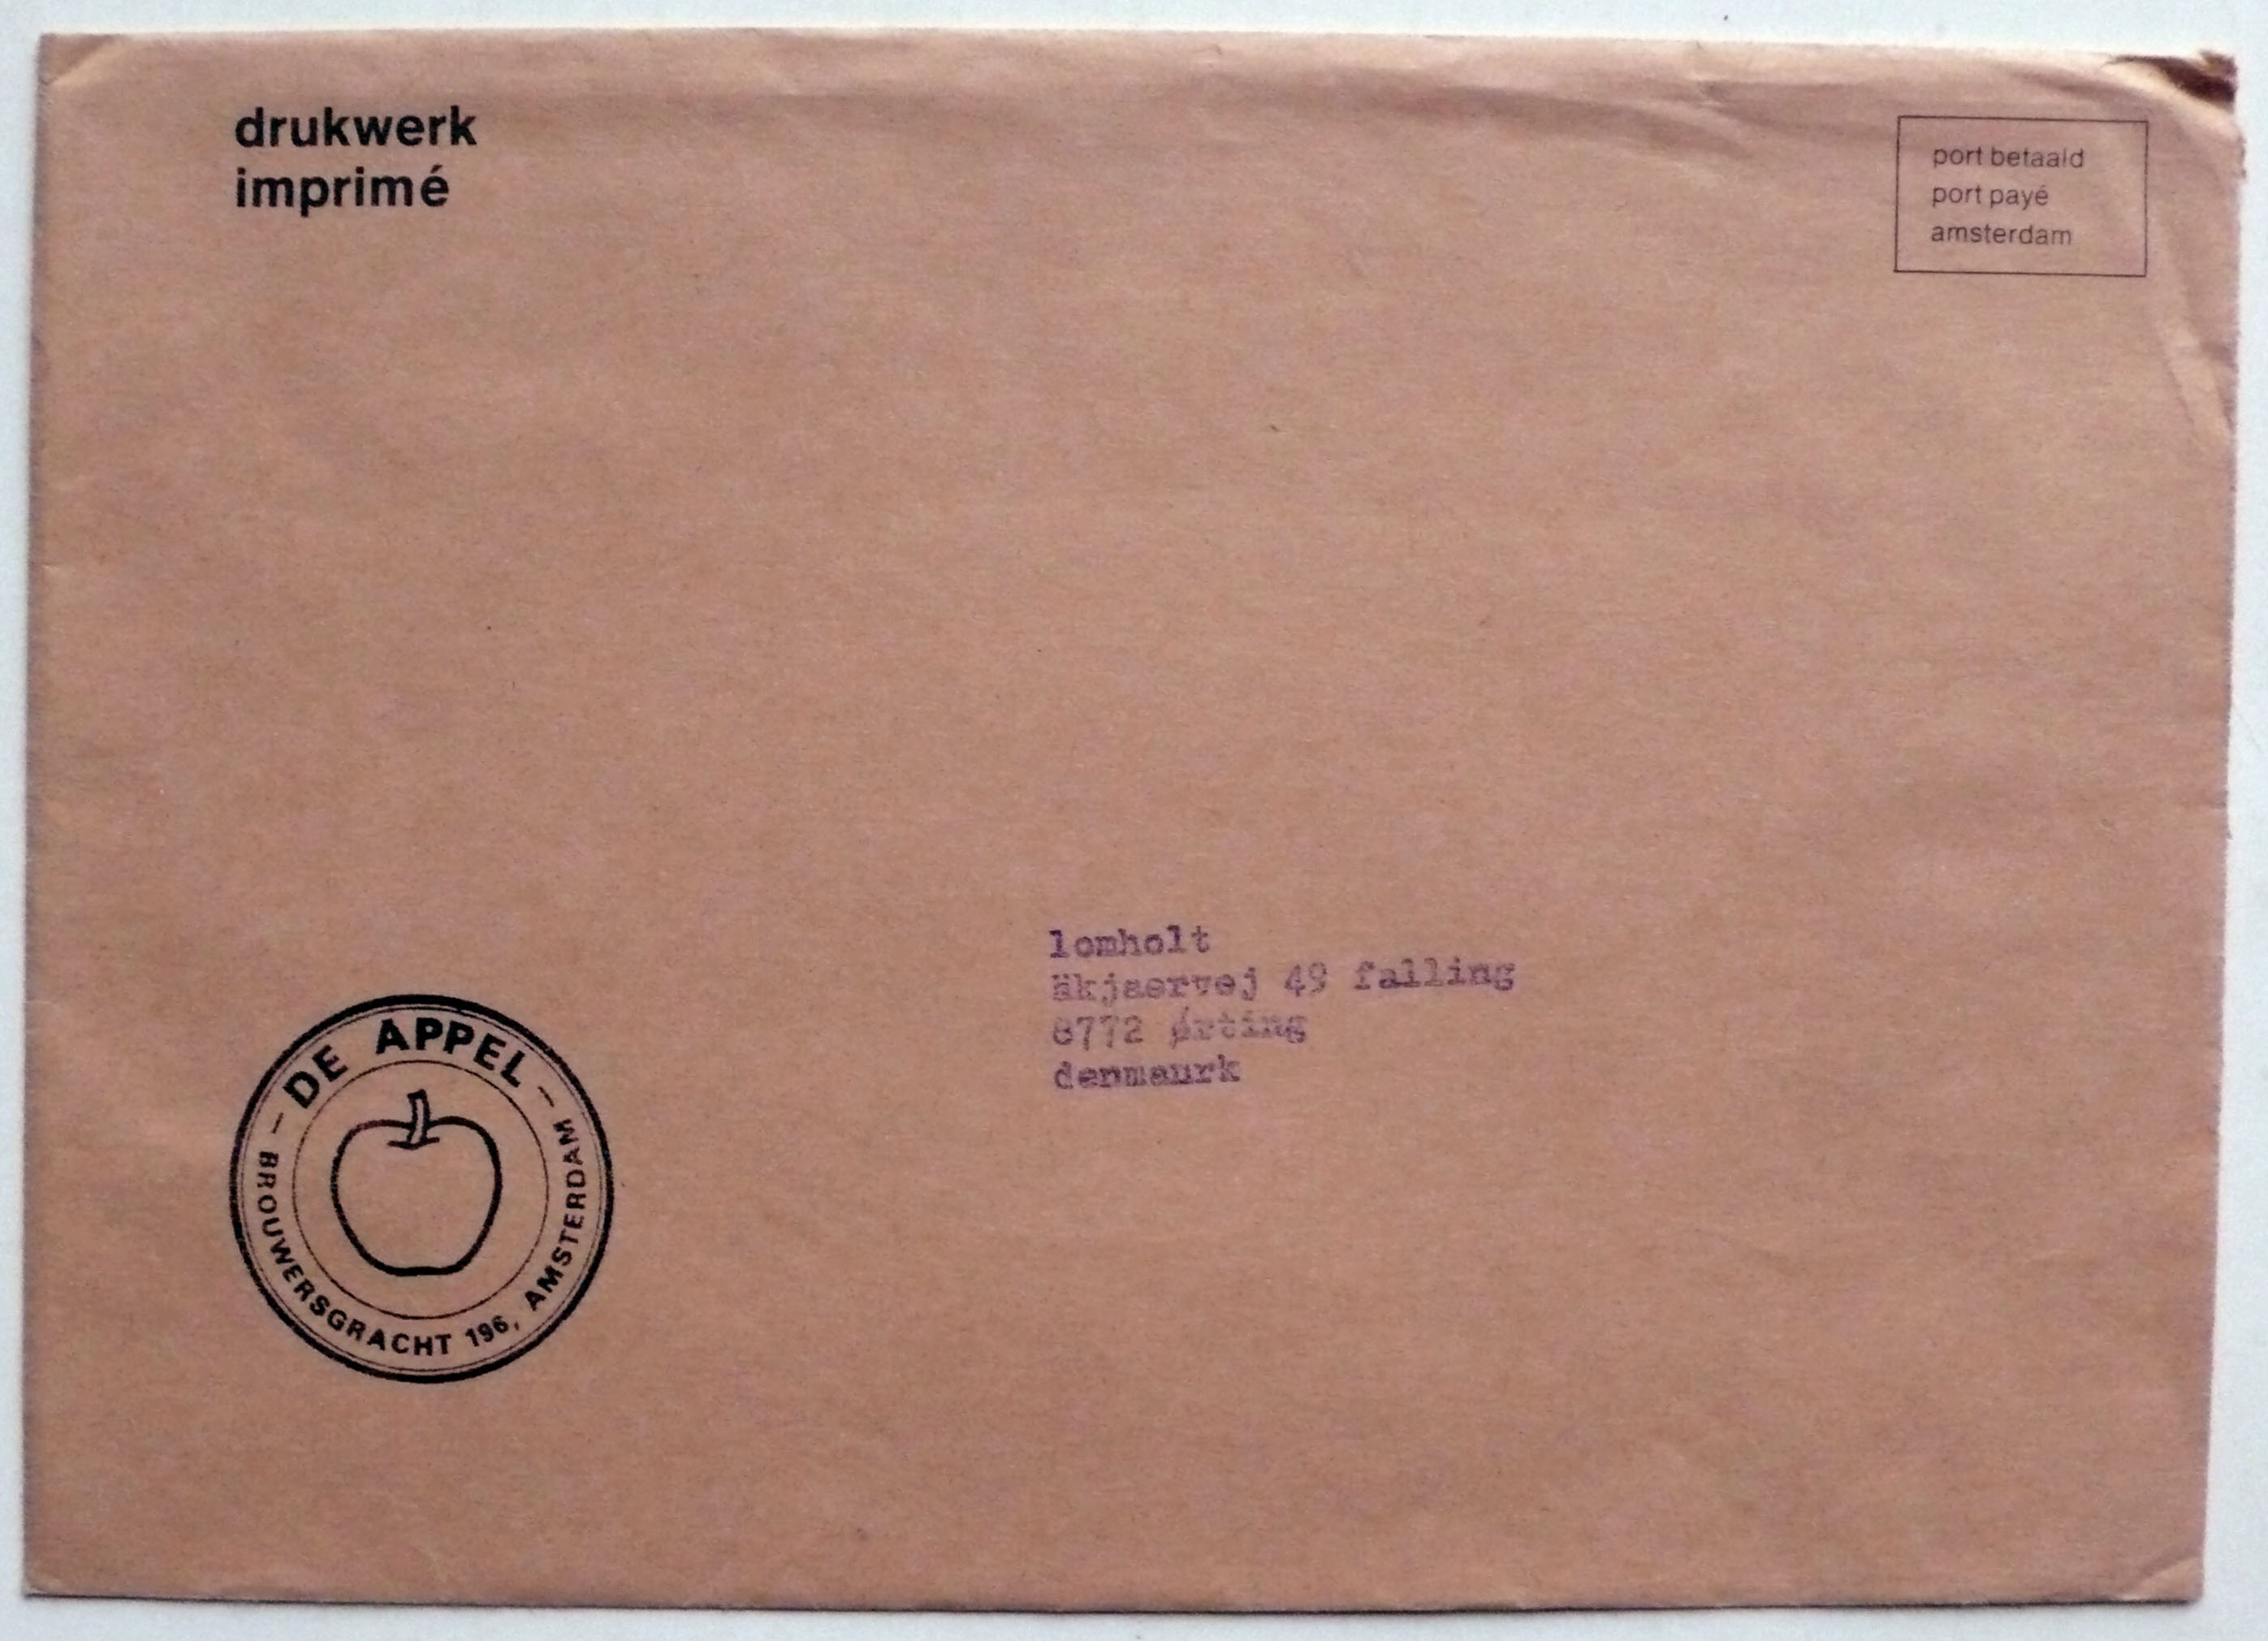 drukwerk
imprimé
port betaald
port payé
amsterdam
lomholt
äkjaervej 49 falling
8772 Ørting
denmaurk
— DE APPEL —
BROUWERSGRACHT 196, AMSTERDAM